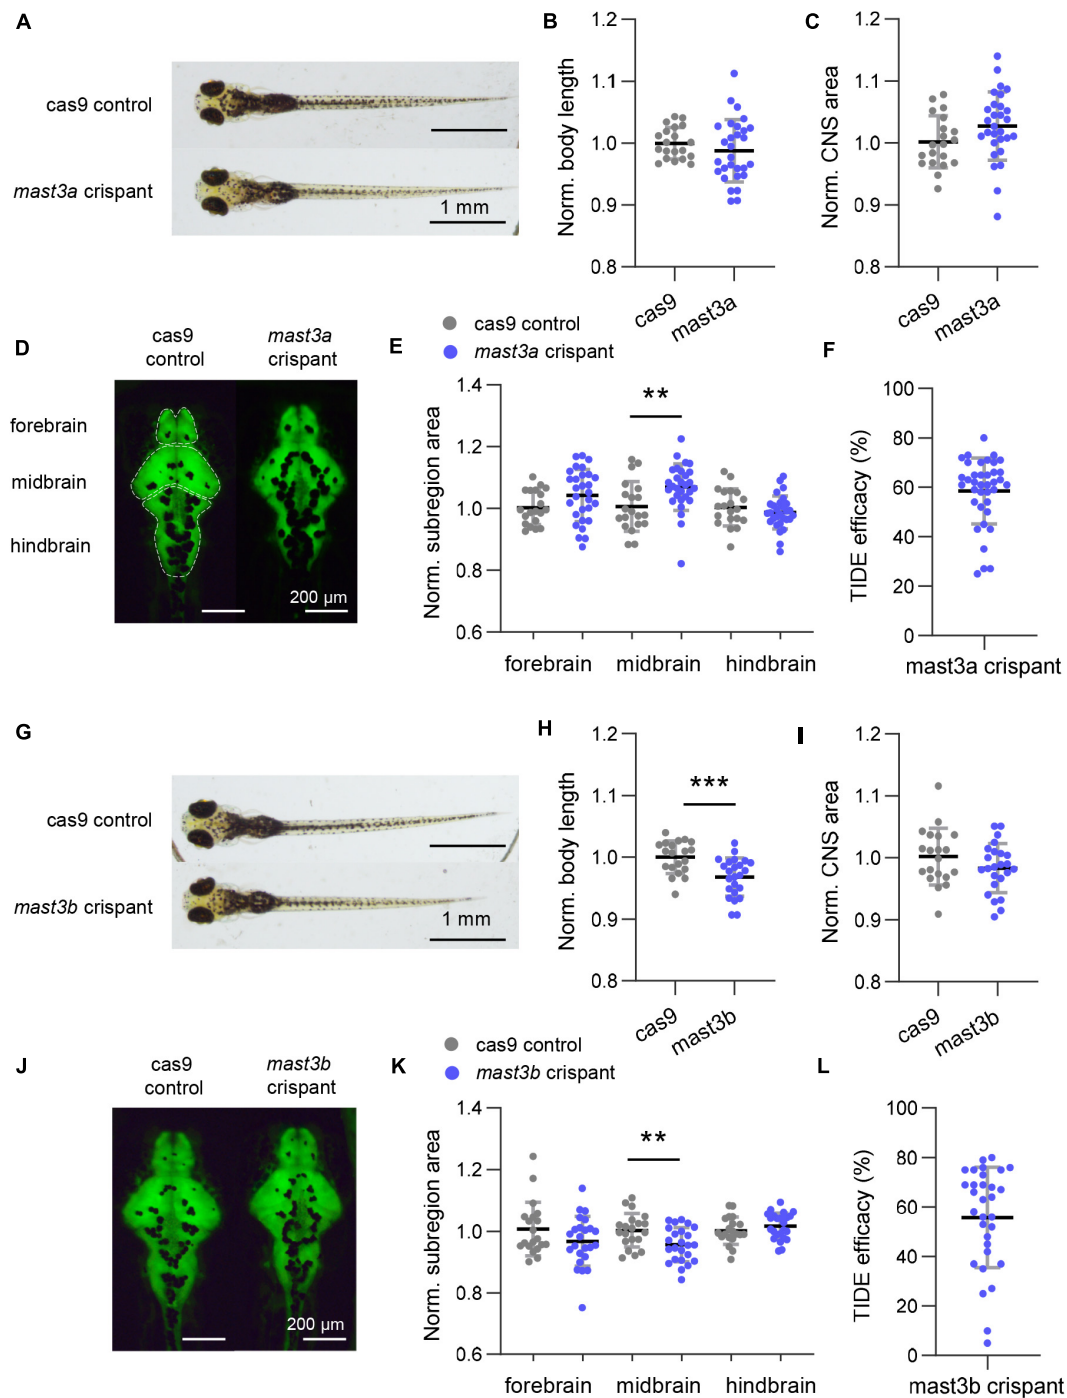 A
cas9 control
mast3a crispant
1 mm
B
Norm. body length
1.2
1.1
1.0
0.9
0.8
cas9
mast3a
C
Norm. CNS area
1.2
1.1
1.0
0.9
0.8
cas9
mast3a
D
cas9
control
mast3a
crispant
forebrain
midbrain
hindbrain
200 µm
E
cas9 control
mast3a crispant
Norm. subregion area
1.4
1.2
1.0
0.8
0.6
**
forebrain
midbrain
hindbrain
F
TIDE efficacy (%)
100
80
60
40
20
0
mast3a crispant
G
cas9 control
mast3b crispant
1 mm
H
Norm. body length
1.2
1.1
1.0
0.9
0.8
***
cas9
mast3b
I
Norm. CNS area
1.2
1.1
1.0
0.9
0.8
cas9
mast3b
J
cas9
control
mast3b
crispant
200 µm
K
cas9 control
mast3b crispant
Norm. subregion area
1.4
1.2
1.0
0.8
0.6
**
forebrain
midbrain
hindbrain
L
TIDE efficacy (%)
100
80
60
40
20
0
mast3b crispant